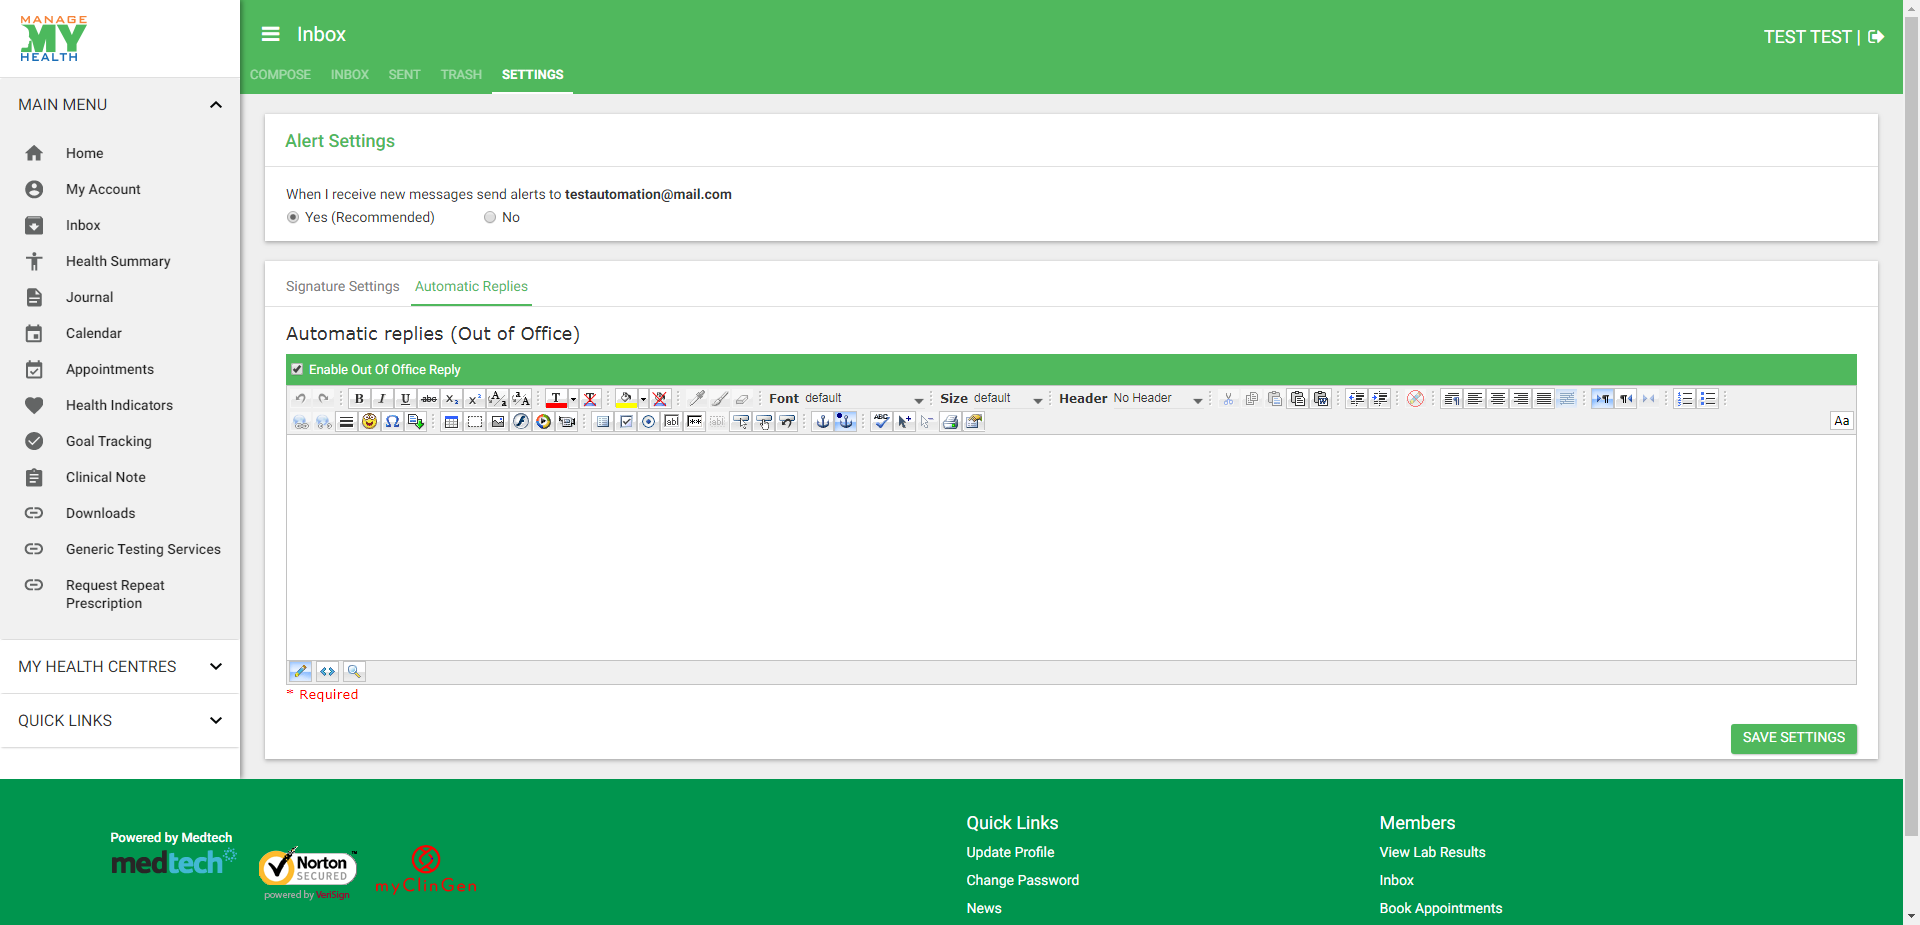 MANAGE
MY
HEALTH
Inbox
TEST TEST |
COMPOSE INBOX SENT TRASH SETTINGS
MAIN MENU
Home
My Account
Inbox
Health Summary
Journal
Calendar
Appointments
Health Indicators
Goal Tracking
Clinical Note
Downloads
Generic Testing Services
Request Repeat
Prescription
MY HEALTH CENTRES
QUICK LINKS
Alert Settings
When I receive new messages send alerts to testautomation@mail.com
Yes (Recommended) No
Signature Settings Automatic Replies
Automatic replies (Out of Office)
Enable Out Of Office Reply
Font default Size default Header No Header
Aa
* Required
SAVE SETTINGS
Powered by Medtech
medtech
Norton
SECURED
powered by VeriSign
myClinGen
Quick Links
Update Profile
Change Password
News
Members
View Lab Results
Inbox
Book Appointments